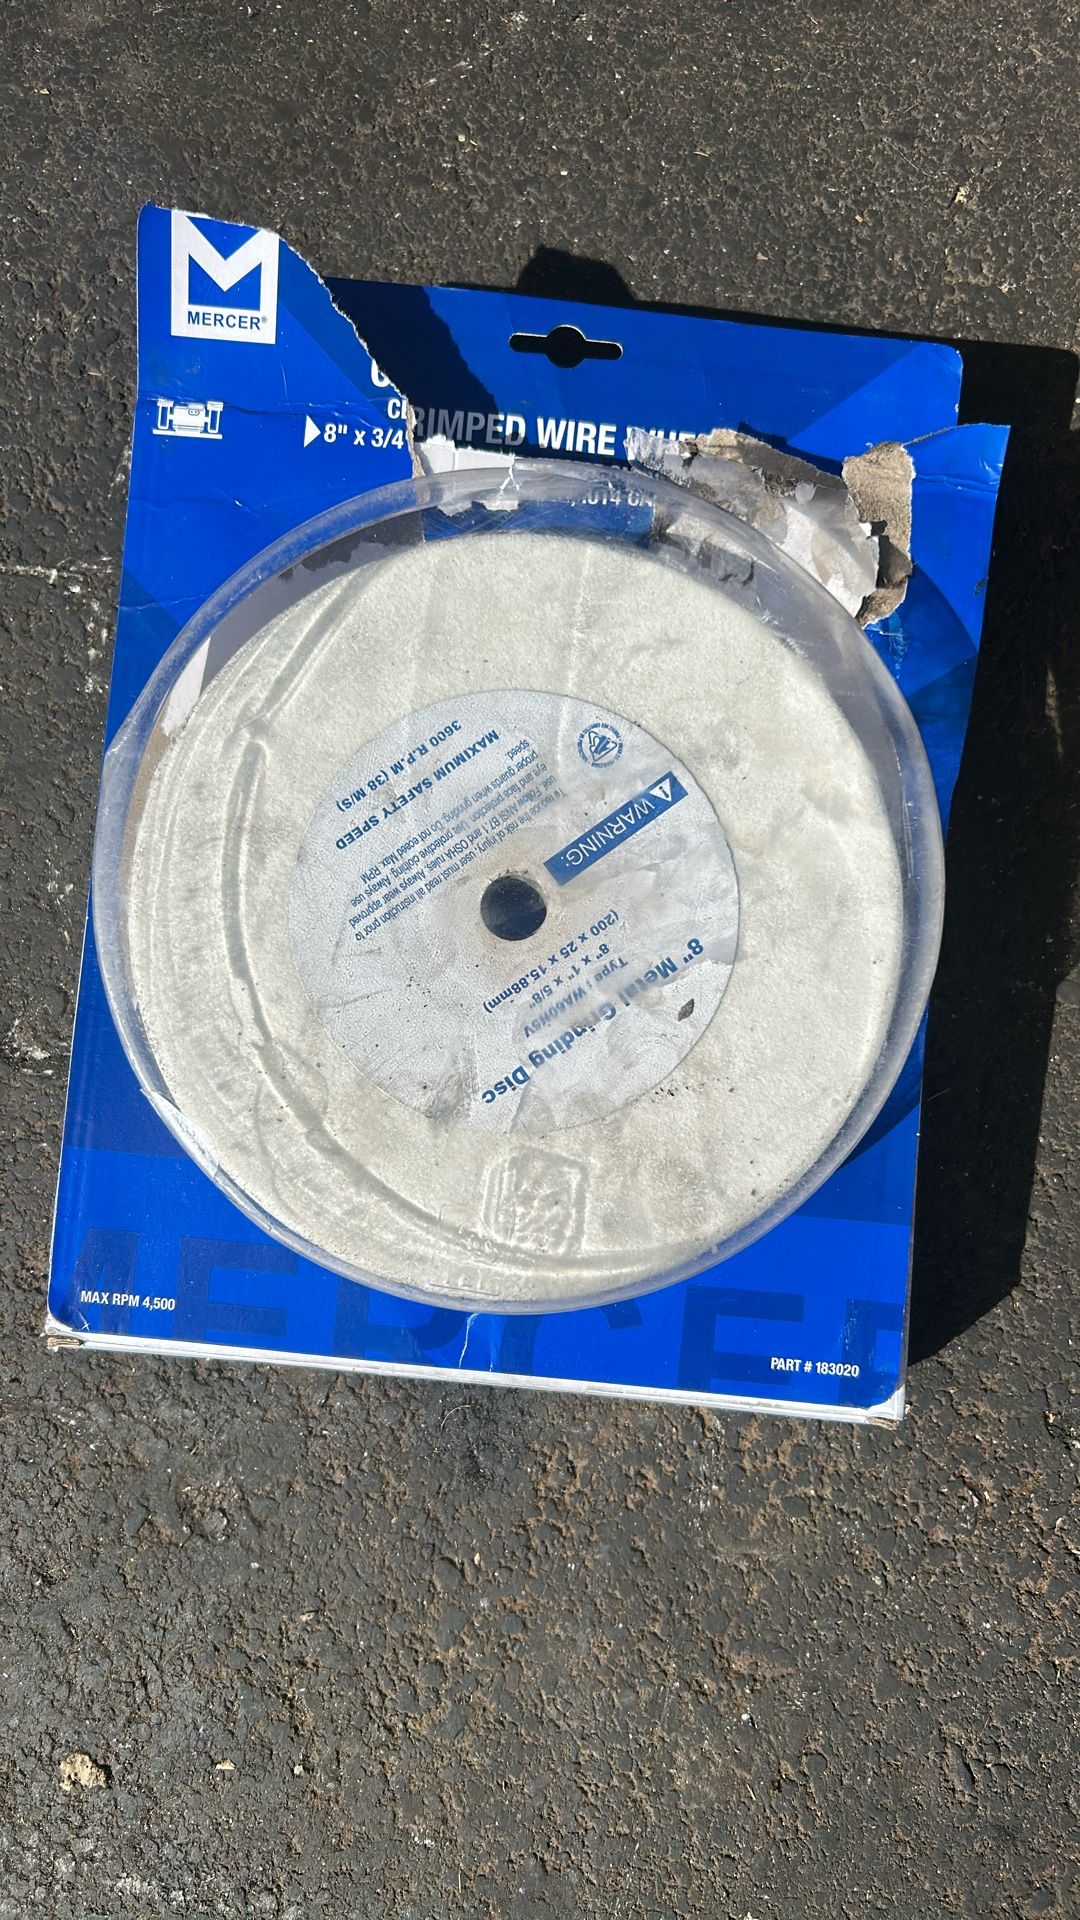 MERCER®
CRIMPED WIRE
8" x 3/4"
MAX RPM 4,500
PART # 183020
8" Metal Grinding Disc
Type 1 WA60H5V
8" x 1" x 5/8"
(200 x 25 x 15.88mm)
WARNING:
To reduce the risk of injury, user must read all instruction prior to
use. Follow ANSI B7.1 and OSHA rules. Always wear approved
eye and face protection. Use protective clothing. Always use
proper guards when grinding. Do not exeed Max. RPM
speed.
MAXIMUM SAFETY SPEED
3600 R.P.M (38 M/S)